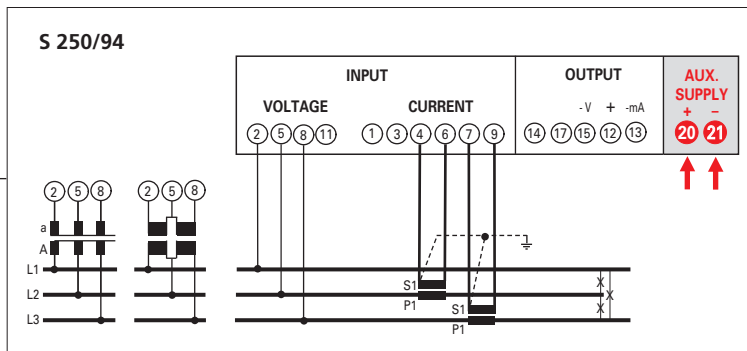 S 250/94
INPUT
OUTPUT
AUX.
SUPPLY
VOLTAGE
CURRENT
- V + -mA
+ −
2 5 8 11 1 3 4 6 7 9 14 17 15 12 13 20 21
2 5 8 2 5 8
a
A
L1
S1
X
L2
P1
X
X
S1
L3
P1